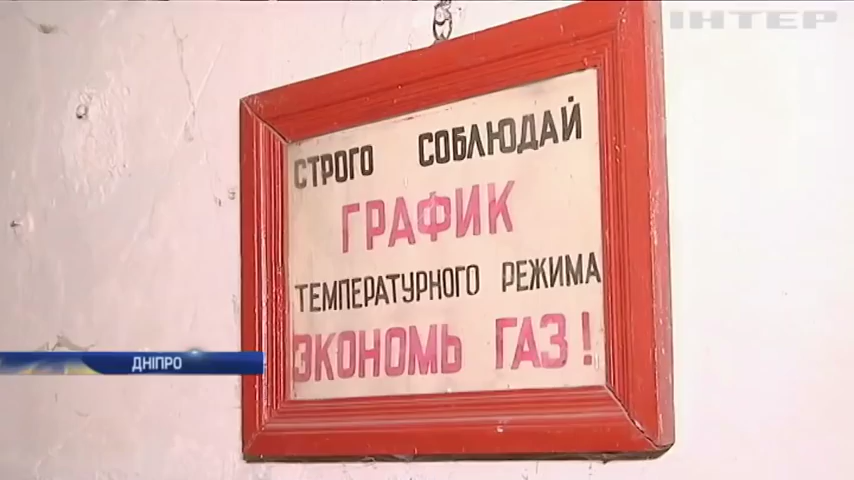 ІНТЕР
СТРОГО СОБЛЮДАЙ
ГРАФИК
ТЕМПЕРАТУРНОГО РЕЖИМА
ЭКОНОМЬ ГАЗ!
ДНІПРО